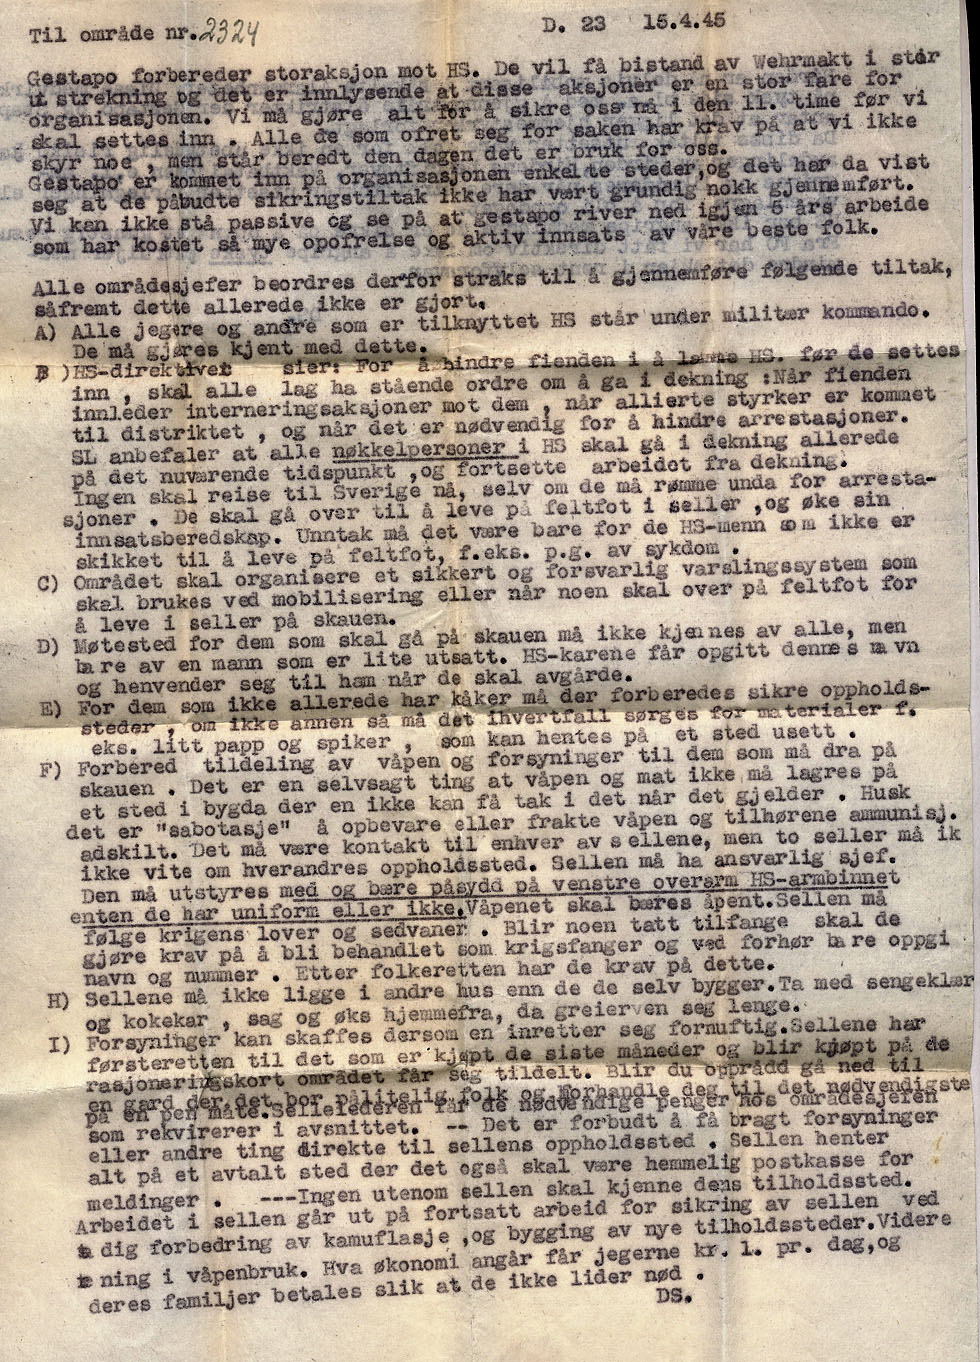 Til område nr. 2324 D. 23 15.4.45
Gestapo forbereder storaksjon mot HS. De vil få bistand av Wehrmakt i stor
ut strekning og det er innlysende at disse aksjoner er en stor fare for
organisasjonen. Vi må gjøre alt for å sikre oss nå i den 11. time før vi
skal settes inn . Alle de som ofret seg for saken har krav på at vi ikke
skyr noe , men står beredt den dagen det er bruk for oss.
Gestapo er kommet inn på organisasjonen enkelte steder,og det har da vist
seg at de påbudte sikringstiltak ikke har vært grundig nokk gjennemført.
Vi kan ikke stå passive og se på at gestapo river ned igjen 5 års arbeide
som har kostet så mye opofrelse og aktiv innsats av våre beste folk.
Alle områdesjefer beordres derfor straks til å gjennemføre følgende tiltak,
såfremt dette allerede ikke er gjort.
A) Alle jegere og andre som er tilknyttet HS står under militær kommando.
De må gjøres kjent med dette.
B )HS-direktivet sier: For å hindre fienden i å lamme HS. før de settes
inn , skal alle lag ha stående ordre om å ga i dekning :Når fienden
innleder interneringsaksjoner mot dem , når allierte styrker er kommet
til distriktet , og når det er nødvendig for å hindre arrestasjoner.
SL anbefaler at alle nøkkelpersoner i HS skal gå i dekning allerede
på det nuværende tidspunkt ,og fortsette arbeidet fra dekning.
Ingen skal reise til Sverige nå, selv om de må rømme unda for arresta-
sjoner . De skal gå over til å leve på feltfot i seller ,og øke sin
innsatsberedskap. Unntak må det være bare for de HS-menn som ikke er
skikket til å leve på feltfot, f.eks. p.g. av sykdom .
C) Området skal organisere et sikkert og forsvarlig varslingssystem som
skal brukes ved mobilisering eller når noen skal over på feltfot for
å leve i seller på skauen.
D) Møtested for dem som skal gå på skauen må ikke kjennes av alle, men
bare av en mann som er lite utsatt. HS-karene får opgitt dennes navn
og henvender seg til ham når de skal avgårde.
E) For dem som ikke allerede har kåker må der forberedes sikre oppholds-
steder , om ikke annen så må det ihvertfall sørges for materialer f.
eks. litt papp og spiker , som kan hentes på et sted usett .
F) Forbered tildeling av våpen og forsyninger til dem som må dra på
skauen . Det er en selvsagt ting at våpen og mat ikke må lagres på
et sted i bygda der en ikke kan få tak i det når det gjelder . Husk
det er "sabotasje" å opbevare eller frakte våpen og tilhørene ammunisj.
adskilt. Det må være kontakt til enhver av sellene, men to seller må ik
ikke vite om hverandres oppholdssted. Sellen må ha ansvarlig sjef.
Den må utstyres med og bære påsydd på venstre overarm HS-armbinnet
enten de har uniform eller ikke.Våpenet skal bæres åpent.Sellen må
følge krigens lover og sedvaner . Blir noen tatt tilfange skal de
gjøre krav på å bli behandlet som krigsfanger og ved forhør bare oppgi
navn og nummer . Etter folkeretten har de krav på dette.
H) Sellene må ikke ligge i andre hus enn de de selv bygger.Ta med sengeklær
og kokekar , sag og øks hjemmefra, da greierven seg lenge.
I) Forsyninger kan skaffes dersom en inretter seg fornuftig.Sellene har
førsteretten til det som er kjøpt de siste måneder og blir kjøpt på de
rasjoneringskort området får seg tildelt. Blir du opprådd gå ned til
en gard der det bor pålitelig folk og forhandle deg til det nødvendigste
på en pen måte.Sellelederen får de nødvendige penger hos områdesjefen
som rekvirerer i avsnittet. -- Det er forbudt å få bragt forsyninger
eller andre ting direkte til sellens oppholdssted . Sellen henter
alt på et avtalt sted der det også skal være hemmelig postkasse for
meldinger . ---Ingen utenom sellen skal kjenne dens tilholdssted.
Arbeidet i sellen går ut på fortsatt arbeid for sikring av sellen ved
dig forbedring av kamuflasje ,og bygging av nye tilholdssteder.Videre
ning i våpenbruk. Hva økonomi angår får jegerne kr. 1. pr. dag,og
deres familjer betales slik at de ikke lider nød .
DS.